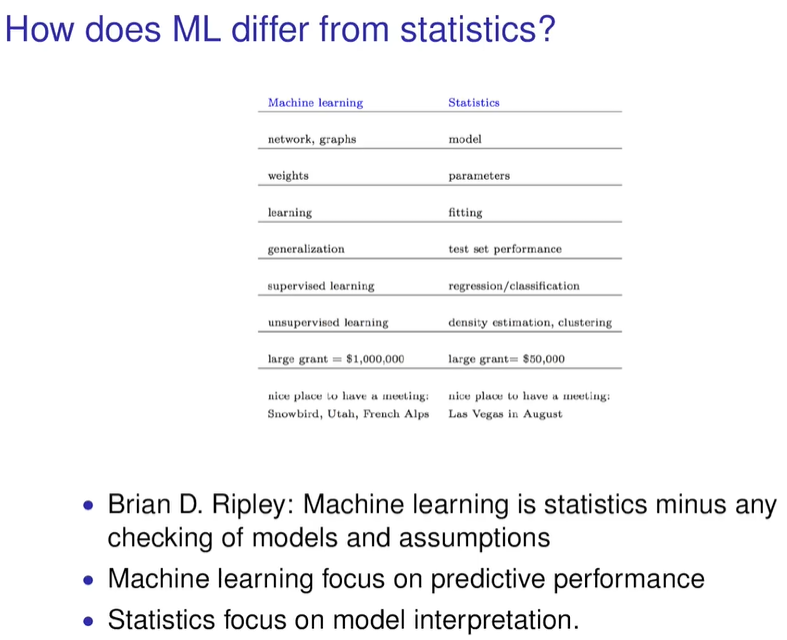 How does ML differ from statistics?
Machine learning Statistics
network, graphs model
weights parameters
learning fitting
generalization test set performance
supervised learning regression/classification
unsupervised learning density estimation, clustering
large grant = $1,000,000 large grant= $50,000
nice place to have a meeting: nice place to have a meeting:
Snowbird, Utah, French Alps Las Vegas in August
• Brian D. Ripley: Machine learning is statistics minus any
checking of models and assumptions
• Machine learning focus on predictive performance
• Statistics focus on model interpretation.